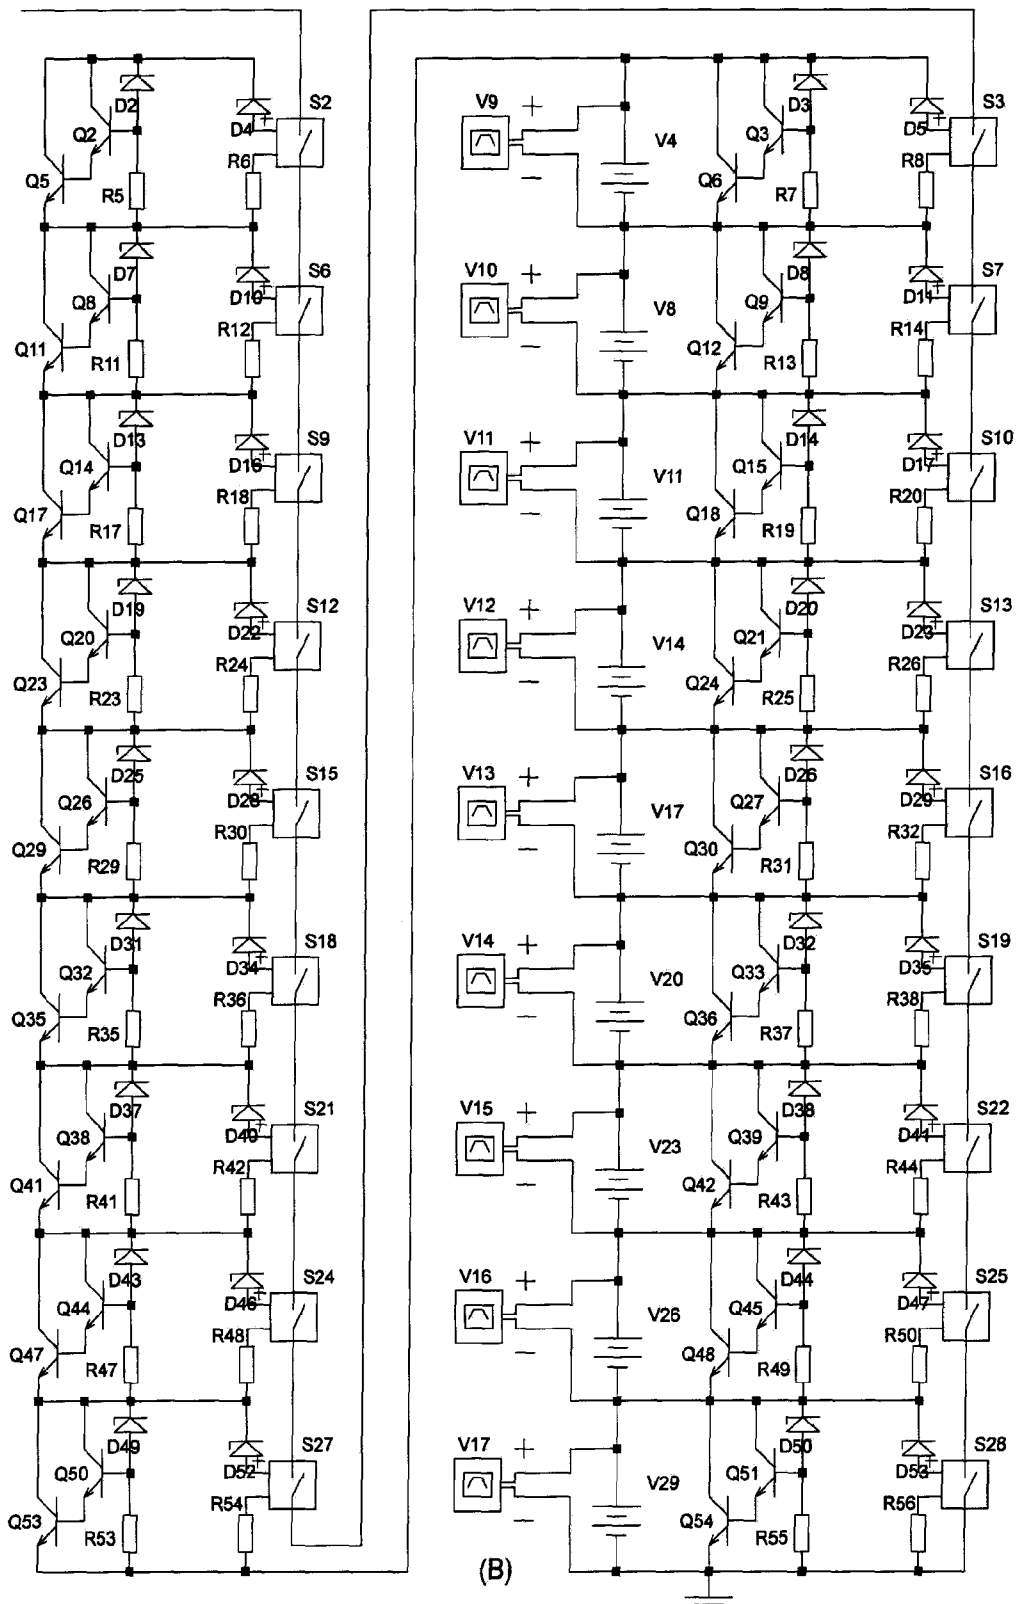 S2
D2
D4
Q2
R6
Q5
R5
S3
V9
+
D3
D5
V4
Q3
R8
Q6
R7
−
S6
D7
D10
Q8
R12
Q11
R11
S7
V10
+
D8
D11
V8
Q9
R14
Q12
R13
−
S9
D13
D16
Q14
R18
Q17
R17
S10
V11
+
D14
D17
V11
Q15
R20
Q18
R19
−
S12
D19
D22
Q20
R24
Q23
R23
S13
V12
+
D20
D23
V14
Q21
R26
Q24
R25
−
S15
D25
D28
Q26
R30
Q29
R29
S16
V13
+
D26
D29
V17
Q27
R32
Q30
R31
−
S18
D31
D34
Q32
R36
Q35
R35
S19
V14
+
D32
D35
V20
Q33
R38
Q36
R37
−
S21
D37
D40
Q38
R42
Q41
R41
S22
V15
+
D38
D41
V23
Q39
R44
Q42
R43
−
S24
D43
D46
Q44
R48
Q47
R47
S25
V16
+
D44
D47
V26
Q45
R50
Q48
R49
−
S27
D49
D52
Q50
R54
Q53
R53
S28
V17
+
D50
D53
V29
Q51
R56
Q54
R55
−
(B)